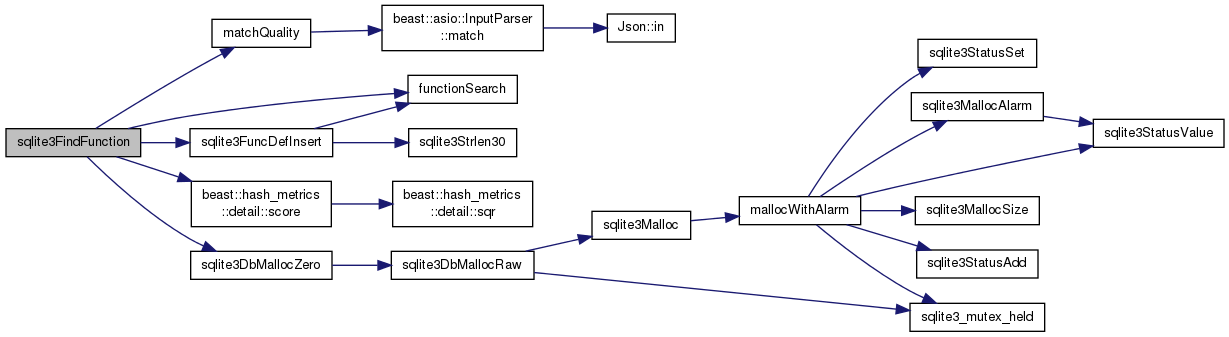 matchQuality
beast::asio::InputParser
::match
Json::in
functionSearch
sqlite3FindFunction
sqlite3FuncDefInsert
sqlite3Strlen30
beast::hash_metrics
::detail::score
beast::hash_metrics
::detail::sqr
sqlite3DbMallocZero
sqlite3DbMallocRaw
sqlite3Malloc
mallocWithAlarm
sqlite3StatusSet
sqlite3MallocAlarm
sqlite3StatusValue
sqlite3MallocSize
sqlite3StatusAdd
sqlite3_mutex_held